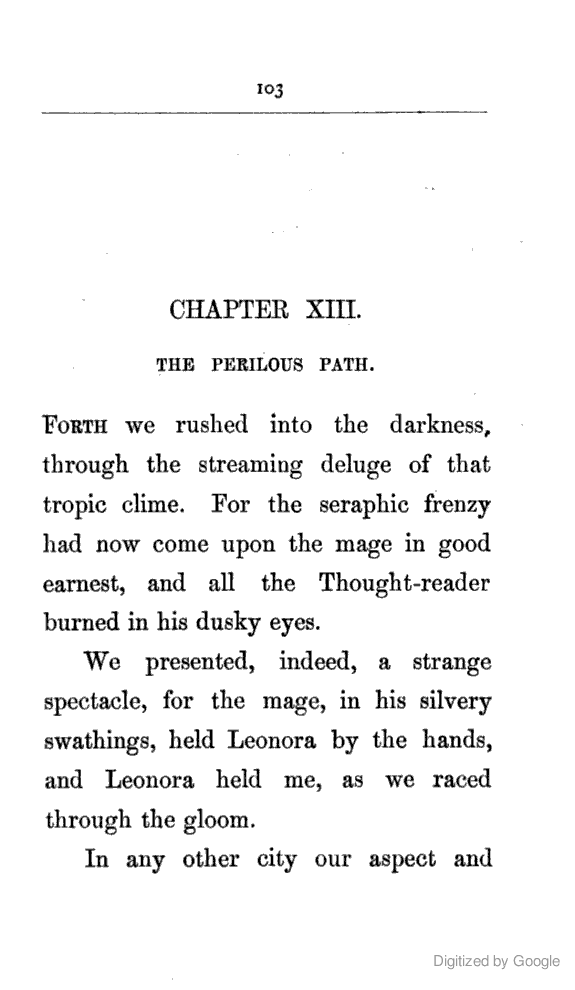 103
CHAPTER XIII.
THE PERILOUS PATH.
FORTH we rushed into the darkness,
through the streaming deluge of that
tropic clime. For the seraphic frenzy
had now come upon the mage in good
earnest, and all the Thought-reader
burned in his dusky eyes.
We presented, indeed, a strange
spectacle, for the mage, in his silvery
swathings, held Leonora by the hands,
and Leonora held me, as we raced
through the gloom.
In any other city our aspect and
Digitized by Google